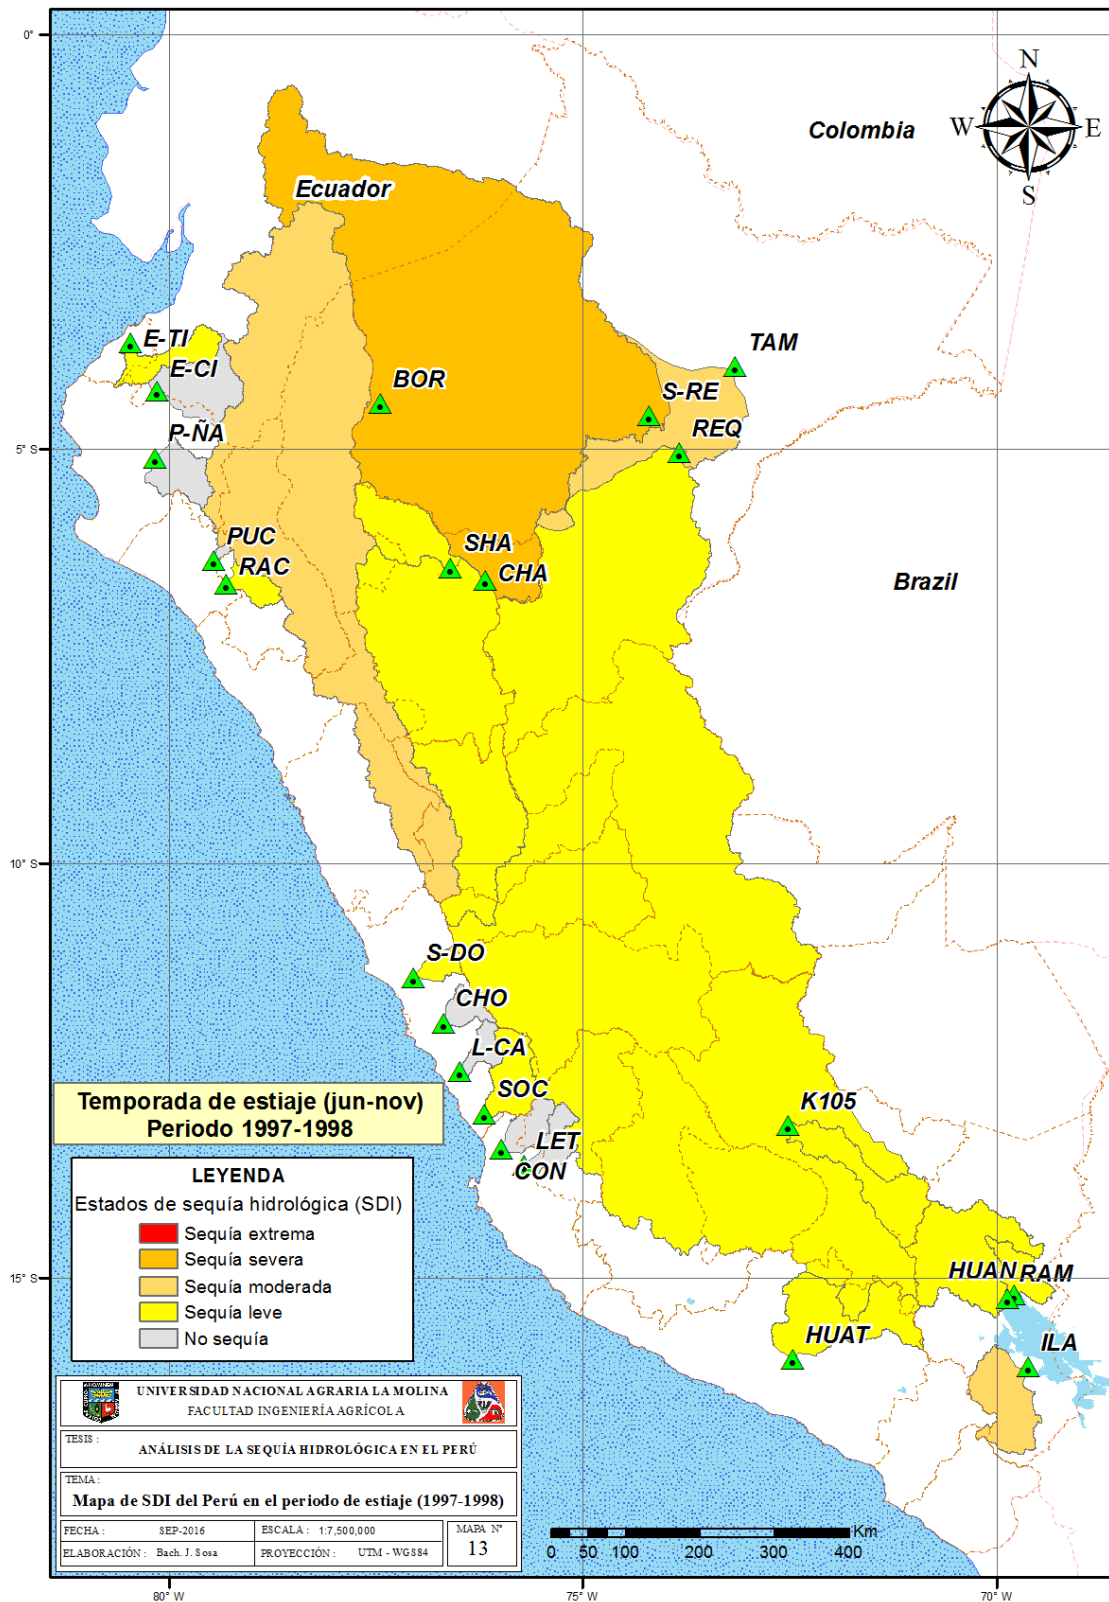 0°
Colombia
N
W
E
S
Ecuador
E-TI
E-CI
TAM
BOR
S-RE
REQ
P-ÑA
5° S
PUC
RAC
SHA
CHA
Brazil
10° S
S-DO
CHO
L-CA
SOC
K105
LET
CON
Temporada de estiaje (jun-nov)
Periodo 1997-1998
LEYENDA
Estados de sequía hidrológica (SDI)
Sequía extrema
Sequía severa
Sequía moderada
Sequía leve
No sequía
15° S
HUAN
RAM
HUAT
ILA
UNIVERSIDAD NACIONAL AGRARIA LA MOLINA
FACULTAD INGENIERÍA AGRÍCOLA
TESIS :
ANÁLISIS DE LA SEQUÍA HIDROLÓGICA EN EL PERÚ
TEMA :
Mapa de SDI del Perú en el periodo de estiaje (1997-1998)
FECHA : SEP-2016
ESCALA : 1:7,500,000
MAPA Nº
13
ELABORACIÓN : Bach. J. Sosa
PROYECCIÓN : UTM - WGS84
Km
0 50 100 200 300 400
80° W
75° W
70° W